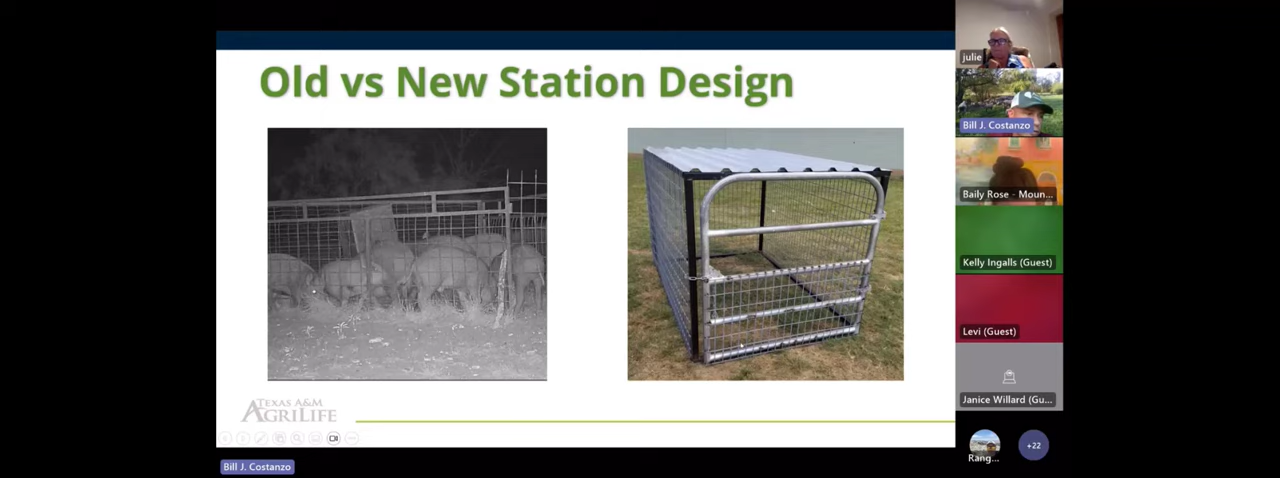 Old vs New Station Design
TEXAS A&M
AGRILIFE
Bill J. Costanzo
julie
Bill J. Costanzo
Baily Rose - Moun...
Kelly Ingalls (Guest)
Levi (Guest)
Janice Willard (Gu...
Rang...
+22